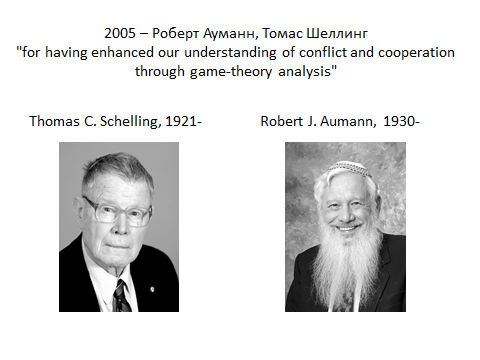 2005 – Роберт Ауманн, Томас Шеллинг
"for having enhanced our understanding of conflict and cooperation
through game-theory analysis"
Thomas C. Schelling, 1921-
Robert J. Aumann, 1930-